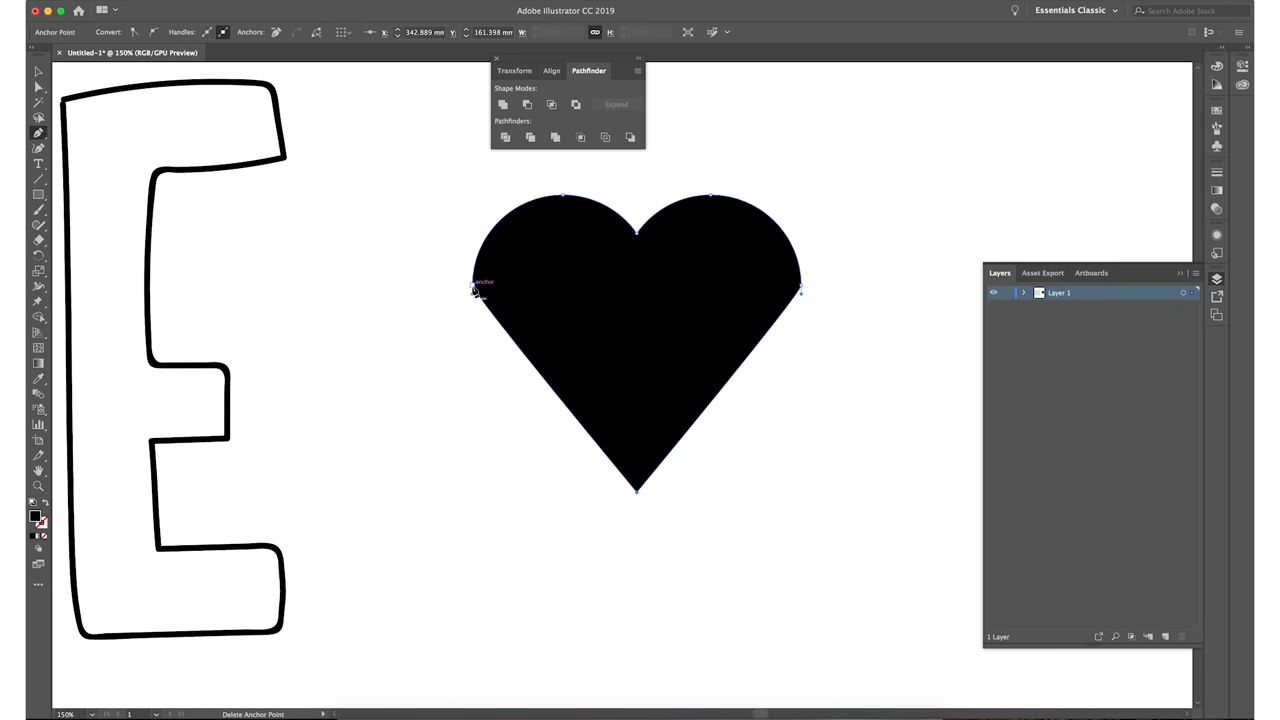 Adobe Illustrator CC 2019
Essentials Classic
Search Adobe Stock
Anchor Point
Convert:
Handles:
Anchors:
X:
342.889 mm
Y:
161.398 mm
W:
H:
Untitled-1* @ 150% (RGB/GPU Preview)
Transform
Align
Pathfinder
Shape Modes:
Expand
Pathfinders:
anchor
E
Layers
Asset Export
Artboards
Layer 1
1 Layer
150%
1
Delete Anchor Point